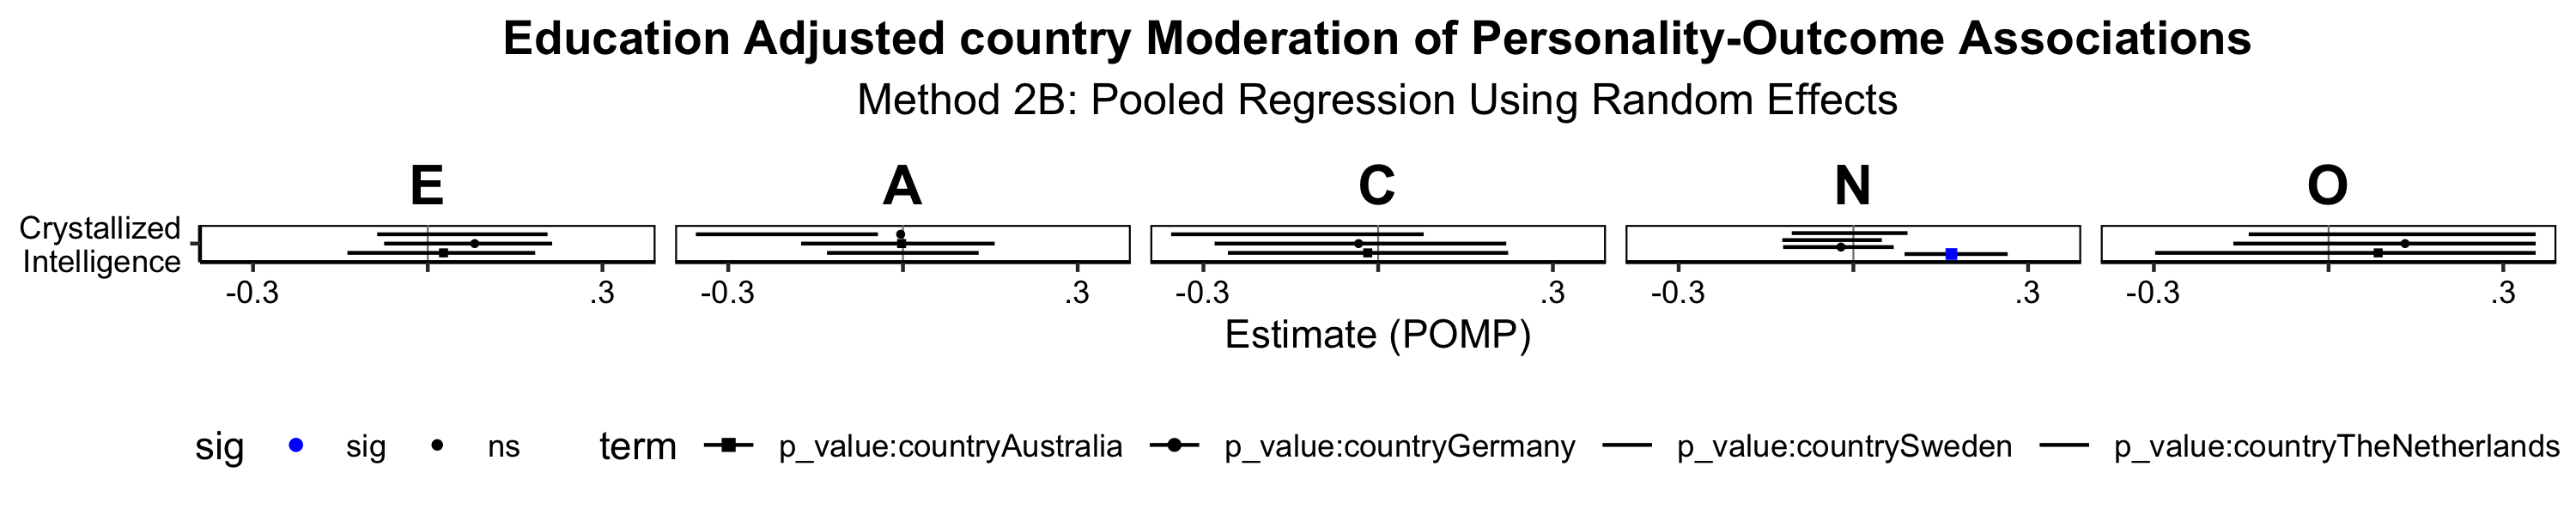 Education Adjusted country Moderation of Personality-Outcome Associations
Method 2B: Pooled Regression Using Random Effects
E A C N O
Crystallized
Intelligence
-0.3 .3 -0.3 .3 -0.3 .3 -0.3 .3 -0.3 .3
Estimate (POMP)
sig sig ns term p_value:countryAustralia p_value:countryGermany p_value:countrySweden p_value:countryTheNetherlands